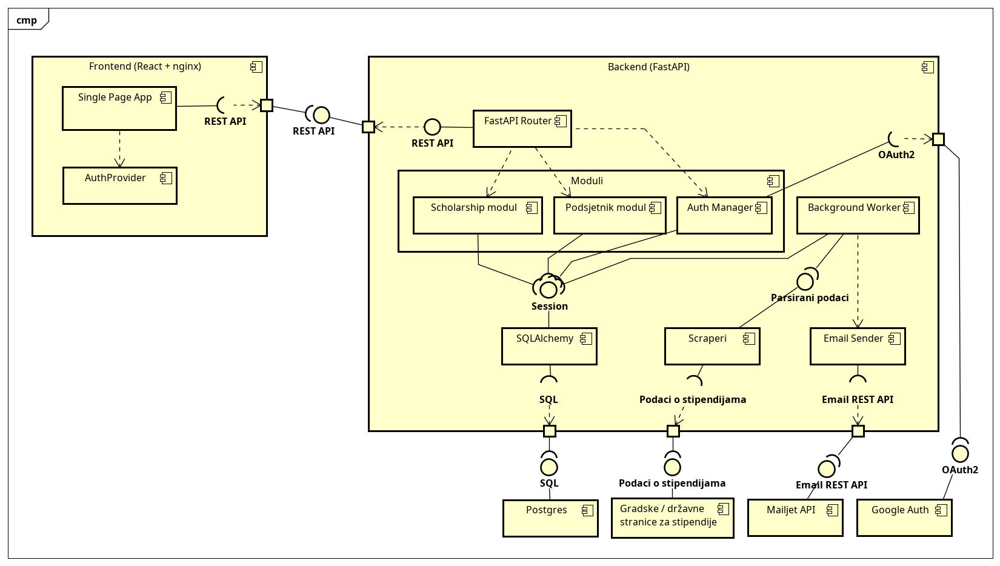 cmp
Frontend (React + nginx)
Single Page App
REST API
AuthProvider
REST API
Backend (FastAPI)
REST API
FastAPI Router
OAuth2
Moduli
Scholarship modul
Podsjetnik modul
Auth Manager
Background Worker
Session
Parsirani podaci
SQLAlchemy
Scraperi
Email Sender
SQL
Podaci o stipendijama
Email REST API
SQL
Podaci o stipendijama
Email REST API
OAuth2
Postgres
Gradske / državne
stranice za stipendije
Mailjet API
Google Auth